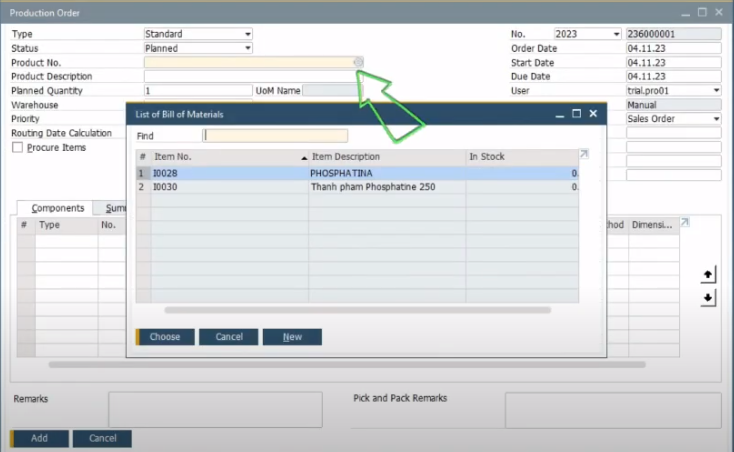 Production Order
Type Standard No. 2023 236000001
Status Planned Order Date 04.11.23
Product No. Start Date 04.11.23
Product Description Due Date 04.11.23
Planned Quantity 1 UoM Name User trial.pro01
Warehouse Manual
Priority Sales Order
Routing Date Calculation
Procure Items
List of Bill of Materials
Find
# Item No. Item Description In Stock
1 I0028 PHOSPHATINA 0.
2 I0030 Thanh pham Phosphatine 250 0.
Choose Cancel New
Components Sum
# Type No. hod Dimensi...
Remarks Pick and Pack Remarks
Add Cancel